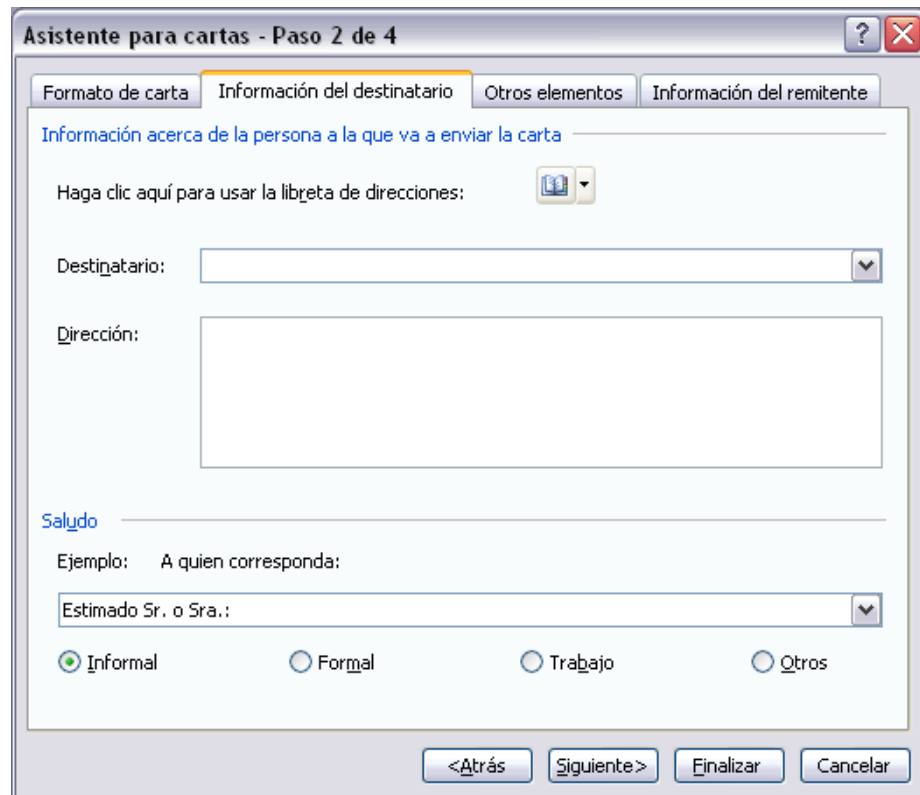 Asistente para cartas - Paso 2 de 4
?
Formato de carta Información del destinatario Otros elementos Información del remitente
Información acerca de la persona a la que va a enviar la carta
Haga clic aquí para usar la libreta de direcciones:
Destinatario:
Dirección:
Saludo
Ejemplo: A quien corresponda:
Estimado Sr. o Sra.:
Informal Formal Trabajo Otros
<Atrás Siguiente> Finalizar Cancelar